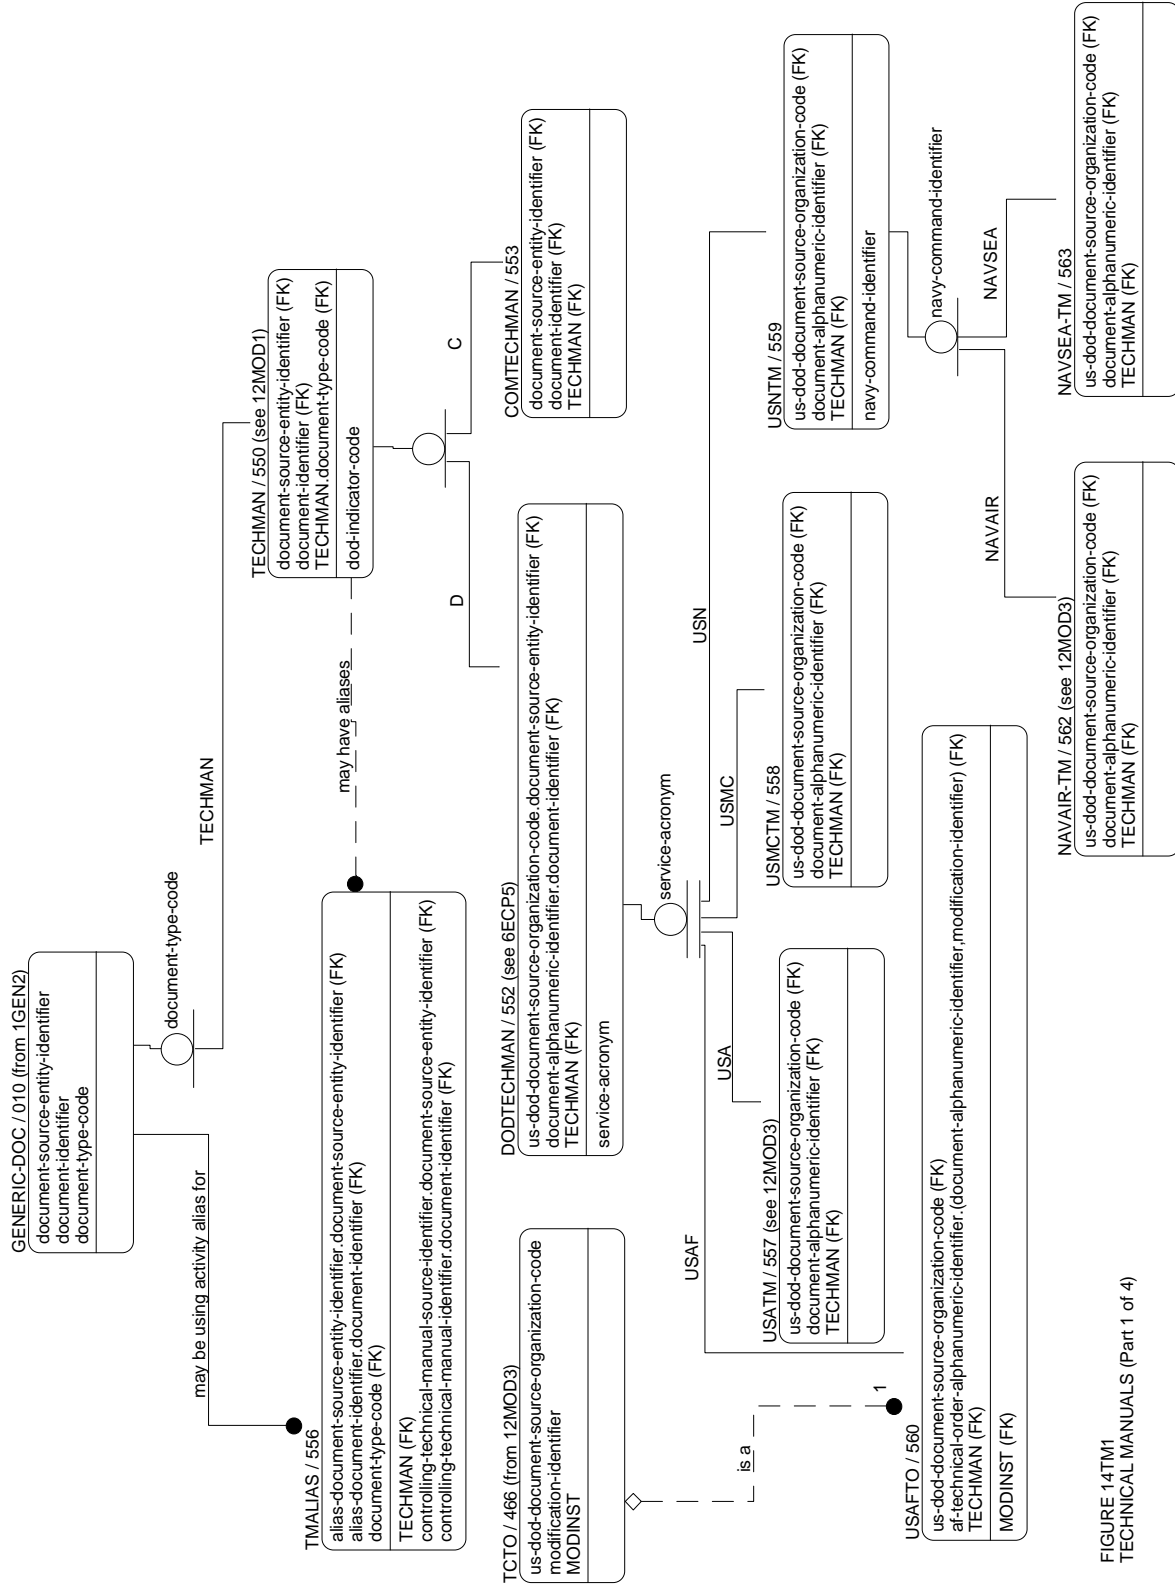 GENERIC-DOC / 010 (from 1GEN2)
document-source-entity-identifier
document-identifier
document-type-code
document-type-code
TECHMAN
may be using activity alias for
TMALIAS / 556
alias-document-source-entity-identifier.document-source-entity-identifier (FK)
alias-document-identifier.document-identifier (FK)
document-type-code (FK)
TECHMAN (FK)
controlling-technical-manual-source-identifier.document-source-entity-identifier (FK)
controlling-technical-manual-identifier.document-identifier (FK)
may have aliases
TECHMAN / 550 (see 12MOD1)
document-source-entity-identifier (FK)
document-identifier (FK)
TECHMAN.document-type-code (FK)
dod-indicator-code
D
C
TCTO / 466 (from 12MOD3)
us-dod-document-source-organization-code
modification-identifier
MODINST
DODTECHMAN / 552 (see 6ECP5)
us-dod-document-source-organization-code.document-source-entity-identifier (FK)
document-alphanumeric-identifier.document-identifier (FK)
TECHMAN (FK)
service-acronym
COMTECHMAN / 553
document-source-entity-identifier (FK)
document-identifier (FK)
TECHMAN (FK)
service-acronym
USAF
USA
USMC
USN
is a
1
USATM / 557 (see 12MOD3)
us-dod-document-source-organization-code (FK)
document-alphanumeric-identifier (FK)
TECHMAN (FK)
USMCTM / 558
us-dod-document-source-organization-code (FK)
document-alphanumeric-identifier (FK)
TECHMAN (FK)
USNTM / 559
us-dod-document-source-organization-code (FK)
document-alphanumeric-identifier (FK)
TECHMAN (FK)
navy-command-identifier
navy-command-identifier
NAVAIR
NAVSEA
USAFTO / 560
us-dod-document-source-organization-code (FK)
af-technical-order-alphanumeric-identifier.(document-alphanumeric-identifier,modification-identifier) (FK)
TECHMAN (FK)
MODINST (FK)
NAVAIR-TM / 562 (see 12MOD3)
us-dod-document-source-organization-code (FK)
document-alphanumeric-identifier (FK)
TECHMAN (FK)
NAVSEA-TM / 563
us-dod-document-source-organization-code (FK)
document-alphanumeric-identifier (FK)
TECHMAN (FK)
FIGURE 14TM1
TECHNICAL MANUALS (Part 1 of 4)